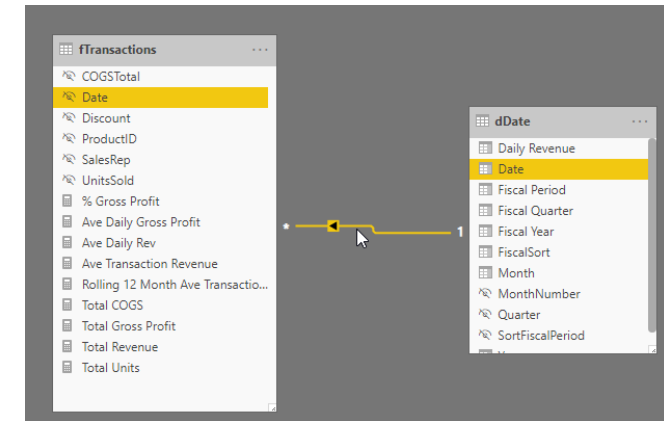 fTransactions ...
COGSTotal
Date
Discount
ProductID
SalesRep
UnitsSold
% Gross Profit
Ave Daily Gross Profit
Ave Daily Rev
Ave Transaction Revenue
Rolling 12 Month Ave Transactio...
Total COGS
Total Gross Profit
Total Revenue
Total Units
* 1
dDate ...
Daily Revenue
Date
Fiscal Period
Fiscal Quarter
Fiscal Year
FiscalSort
Month
MonthNumber
Quarter
SortFiscalPeriod